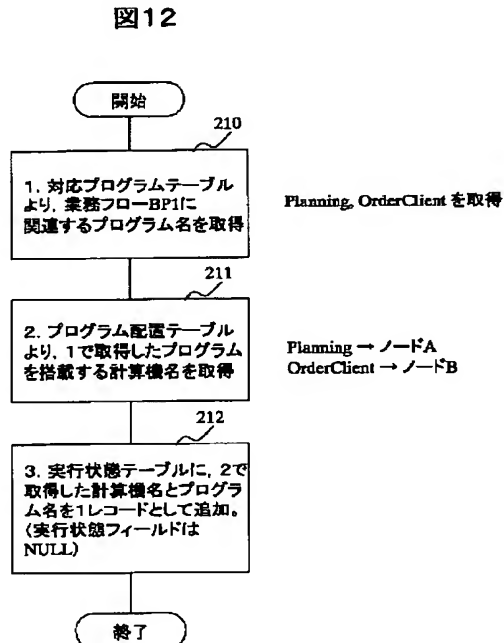 図12
開始
210
1. 対応プログラムテーブル
より, 業務フローBP1に
関連するプログラム名を取得
Planning, OrderClient を取得
211
2. プログラム配置テーブル
より, 1で取得したプログラム
を搭載する計算機名を取得
Planning → ノードA
OrderClient → ノードB
212
3. 実行状態テーブルに, 2で
取得した計算機名とプログラ
ム名を1レコードとして追加。
(実行状態フィールドは
NULL)
終了